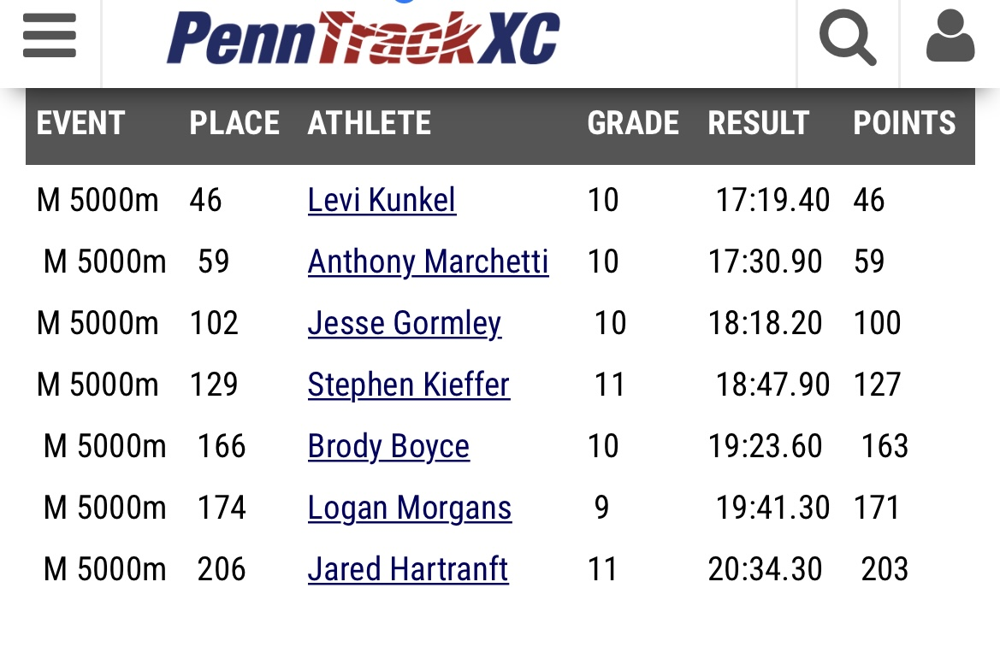 PennTrackXC
EVENT PLACE ATHLETE GRADE RESULT POINTS
M 5000m 46 Levi Kunkel 10 17:19.40 46
M 5000m 59 Anthony Marchetti 10 17:30.90 59
M 5000m 102 Jesse Gormley 10 18:18.20 100
M 5000m 129 Stephen Kieffer 11 18:47.90 127
M 5000m 166 Brody Boyce 10 19:23.60 163
M 5000m 174 Logan Morgans 9 19:41.30 171
M 5000m 206 Jared Hartranft 11 20:34.30 203